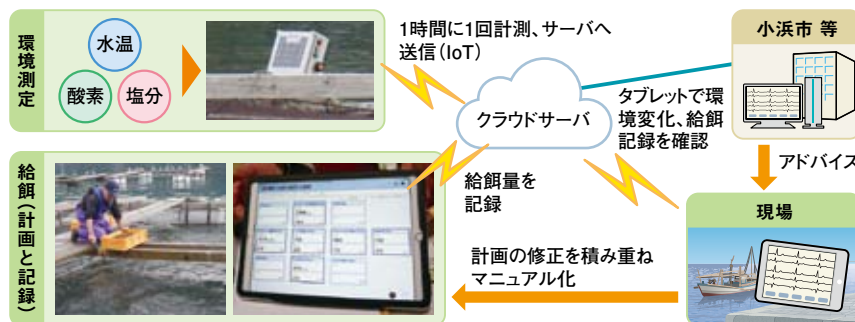 環境測定
水温
酸素
塩分
1時間に1回計測、サーバへ
送信(IoT)
クラウドサーバ
小浜市 等
タブレットで環
境変化、給餌
記録を確認
アドバイス
給餌(計画と記録)
給餌量を
記録
現場
計画の修正を積み重ね
マニュアル化